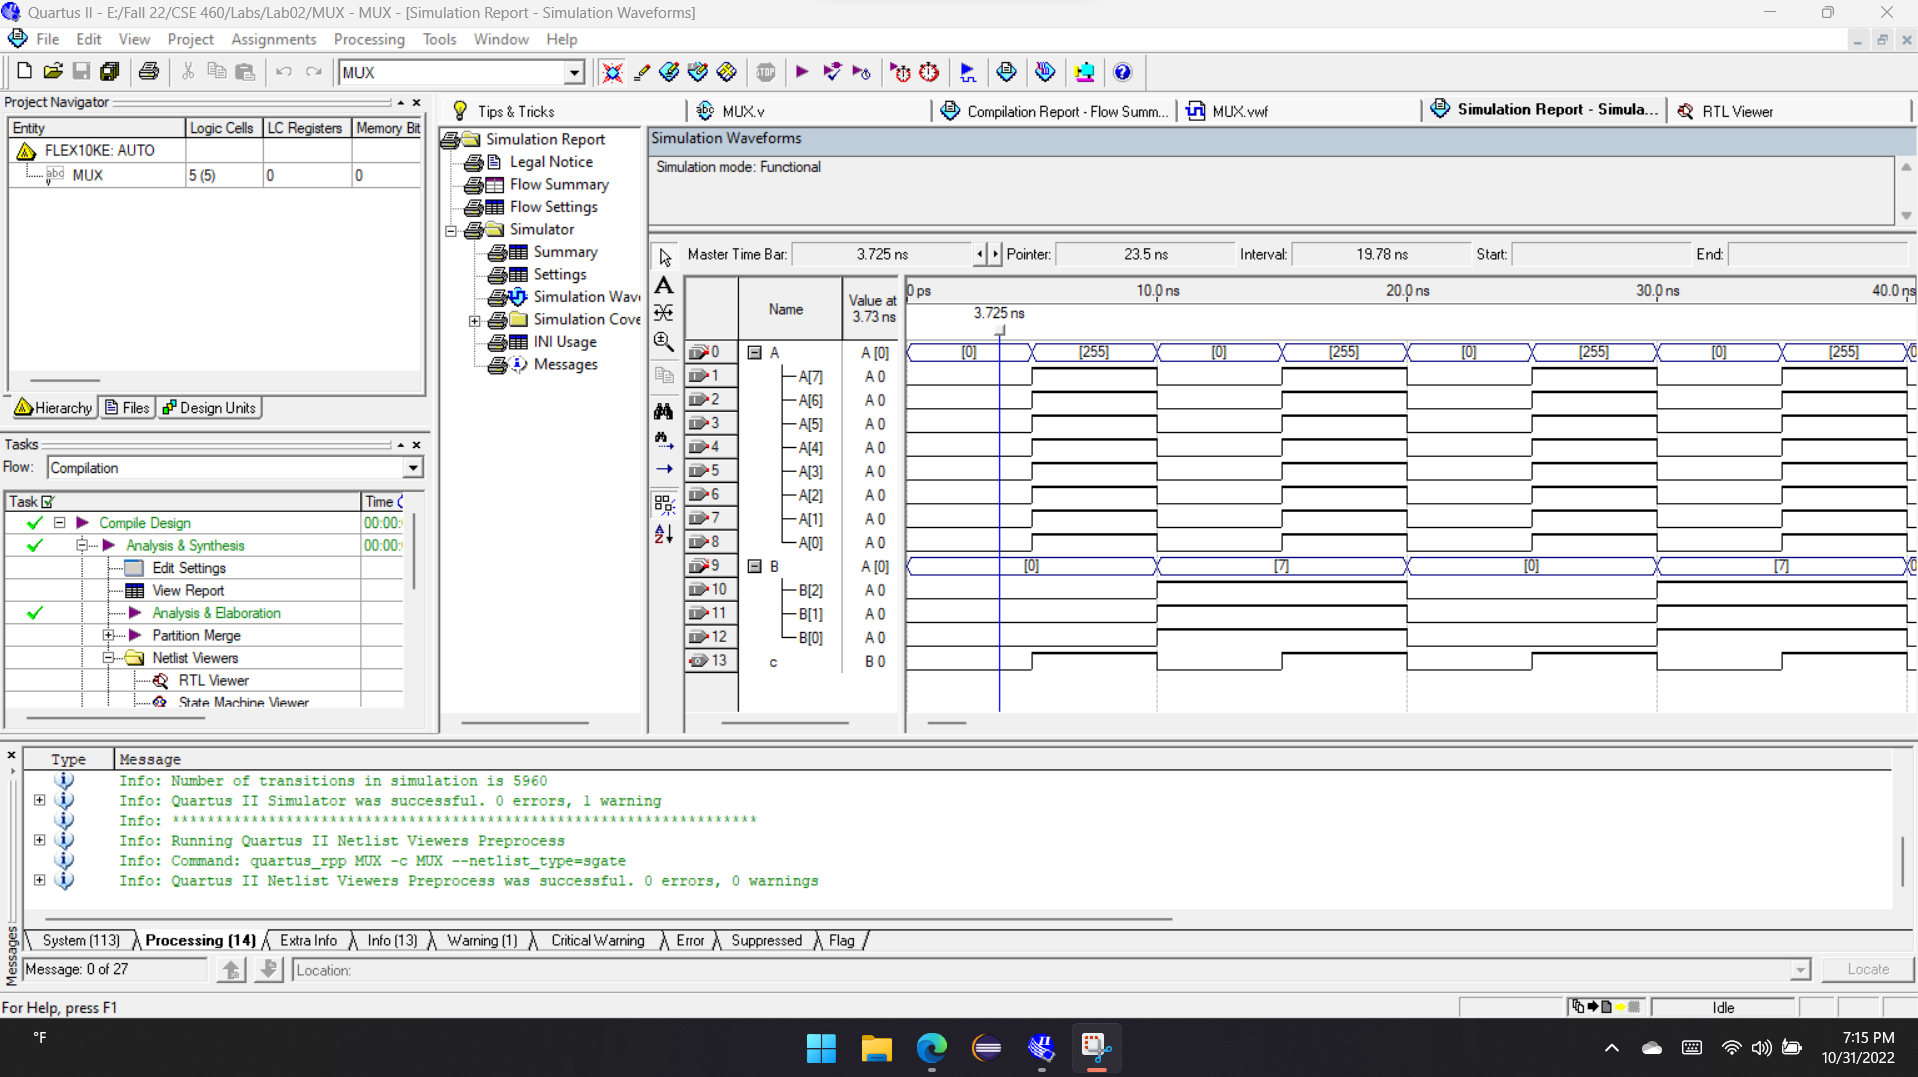 Quartus II - E:/Fall 22/CSE 460/Labs/Lab02/MUX - MUX - [Simulation Report - Simulation Waveforms]
File Edit View Project Assignments Processing Tools Window Help
MUX
STOP
Project Navigator
Entity Logic Cells LC Registers Memory Bit
FLEX10KE: AUTO
abc MUX 5 (5) 0 0
Hierarchy Files Design Units
Tasks
Flow: Compilation
Task Time
Compile Design 00:00:
Analysis & Synthesis 00:00:
Edit Settings
View Report
Analysis & Elaboration
Partition Merge
Netlist Viewers
RTL Viewer
State Machine Viewer
Tips & Tricks
MUX.v
Compilation Report - Flow Summ...
MUX.vwf
Simulation Report - Simula...
RTL Viewer
Simulation Report
Legal Notice
Flow Summary
Flow Settings
Simulator
Summary
Settings
Simulation Wav
Simulation Cove
INI Usage
Messages
Simulation Waveforms
Simulation mode: Functional
Master Time Bar: 3.725 ns Pointer: 23.5 ns Interval: 19.78 ns Start: End:
Name Value at 3.73 ns
0 ps 10.0 ns 20.0 ns 30.0 ns 40.0 ns
3.725 ns
0 A A [0] [0] [255] [0] [255] [0] [255] [0] [255]
1 A[7] A 0
2 A[6] A 0
3 A[5] A 0
4 A[4] A 0
5 A[3] A 0
6 A[2] A 0
7 A[1] A 0
8 A[0] A 0
9 B A [0] [0] [7] [0] [7]
10 B[2] A 0
11 B[1] A 0
12 B[0] A 0
13 c B 0
Type Message
Info: Number of transitions in simulation is 5960
Info: Quartus II Simulator was successful. 0 errors, 1 warning
Info: *******************************************************************
Info: Running Quartus II Netlist Viewers Preprocess
Info: Command: quartus_rpp MUX -c MUX --netlist_type=sgate
Info: Quartus II Netlist Viewers Preprocess was successful. 0 errors, 0 warnings
System (113) Processing (14) Extra Info Info (13) Warning (1) Critical Warning Error Suppressed Flag
Messages
Message: 0 of 27 Location: Locate
For Help, press F1 Idle
°F
7:15 PM
10/31/2022